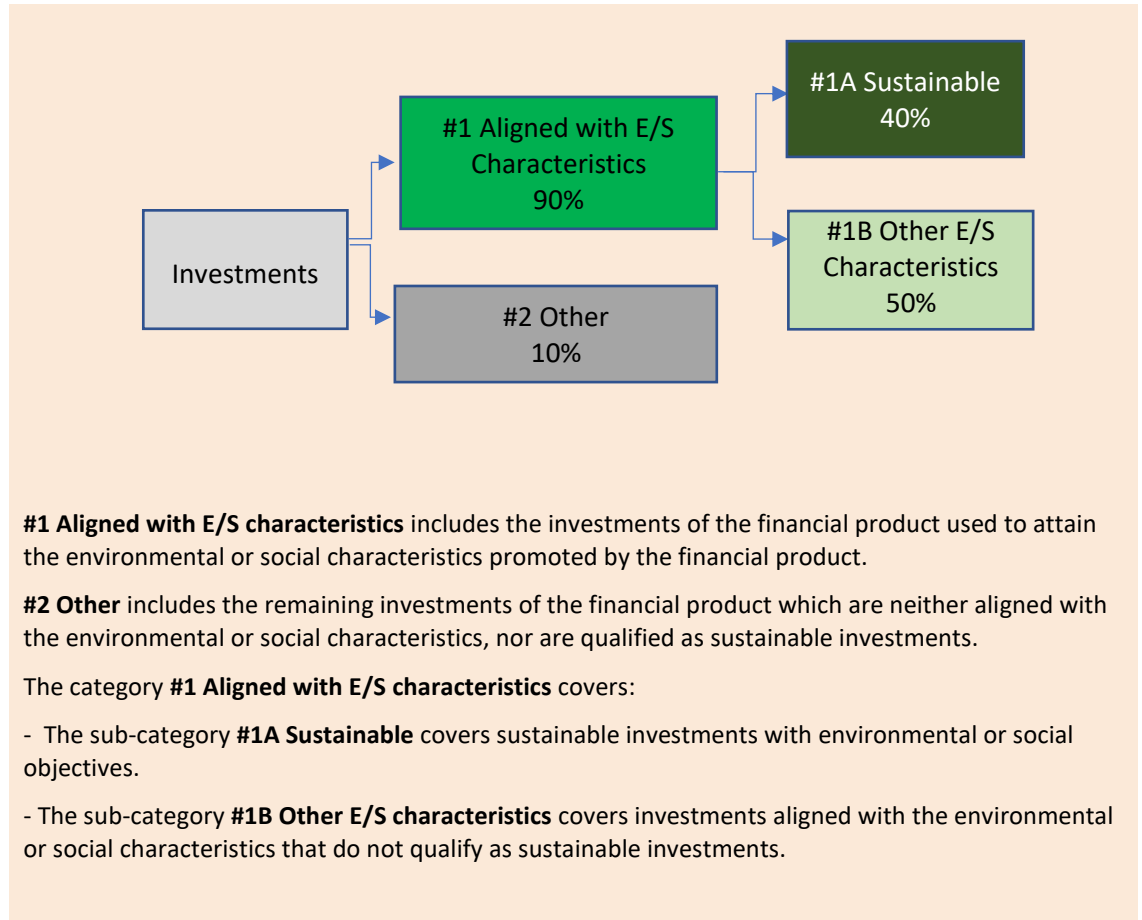 #1A Sustainable
40%
#1 Aligned with E/S
Characteristics
90%
#1B Other E/S
Characteristics
50%
Investments
#2 Other
10%
#1 Aligned with E/S characteristics includes the investments of the financial product used to attain
the environmental or social characteristics promoted by the financial product.
#2 Other includes the remaining investments of the financial product which are neither aligned with
the environmental or social characteristics, nor are qualified as sustainable investments.
The category #1 Aligned with E/S characteristics covers:
- The sub-category #1A Sustainable covers sustainable investments with environmental or social
objectives.
- The sub-category #1B Other E/S characteristics covers investments aligned with the environmental
or social characteristics that do not qualify as sustainable investments.